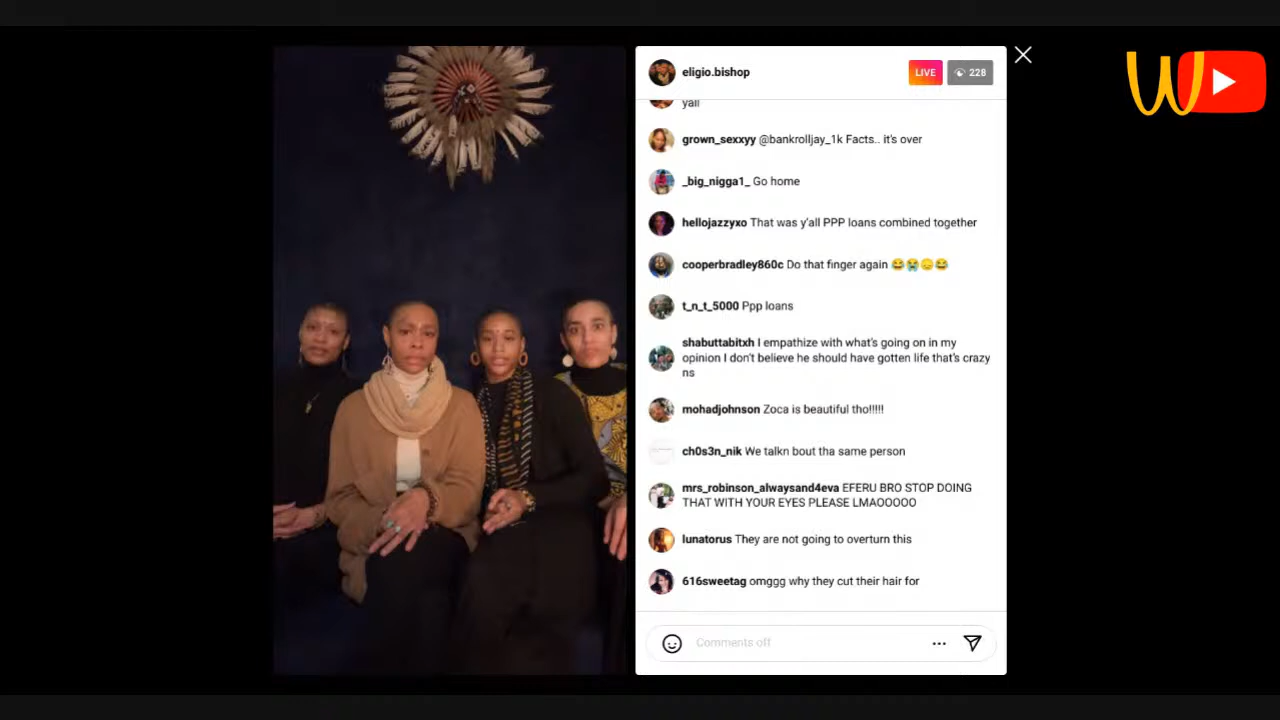 eligio.bishop
LIVE
228
yall
grown_sexxyy @bankrolljay_1k Facts.. it's over
_big_nigga1_ Go home
hellojazzyxo That was y'all PPP loans combined together
cooperbradley860c Do that finger again 😂😭😞😂
t_n_t_5000 Ppp loans
shabuttabitxh I empathize with what's going on in my
opinion I don't believe he should have gotten life that's crazy
ns
mohadjohnson Zoca is beautiful tho!!!!!
ch0s3n_nik We talkn bout tha same person
mrs_robinson_alwaysand4eva EFERU BRO STOP DOING
THAT WITH YOUR EYES PLEASE LMAOOOOO
lunatorus They are not going to overturn this
616sweetag omggg why they cut their hair for
Comments off
W